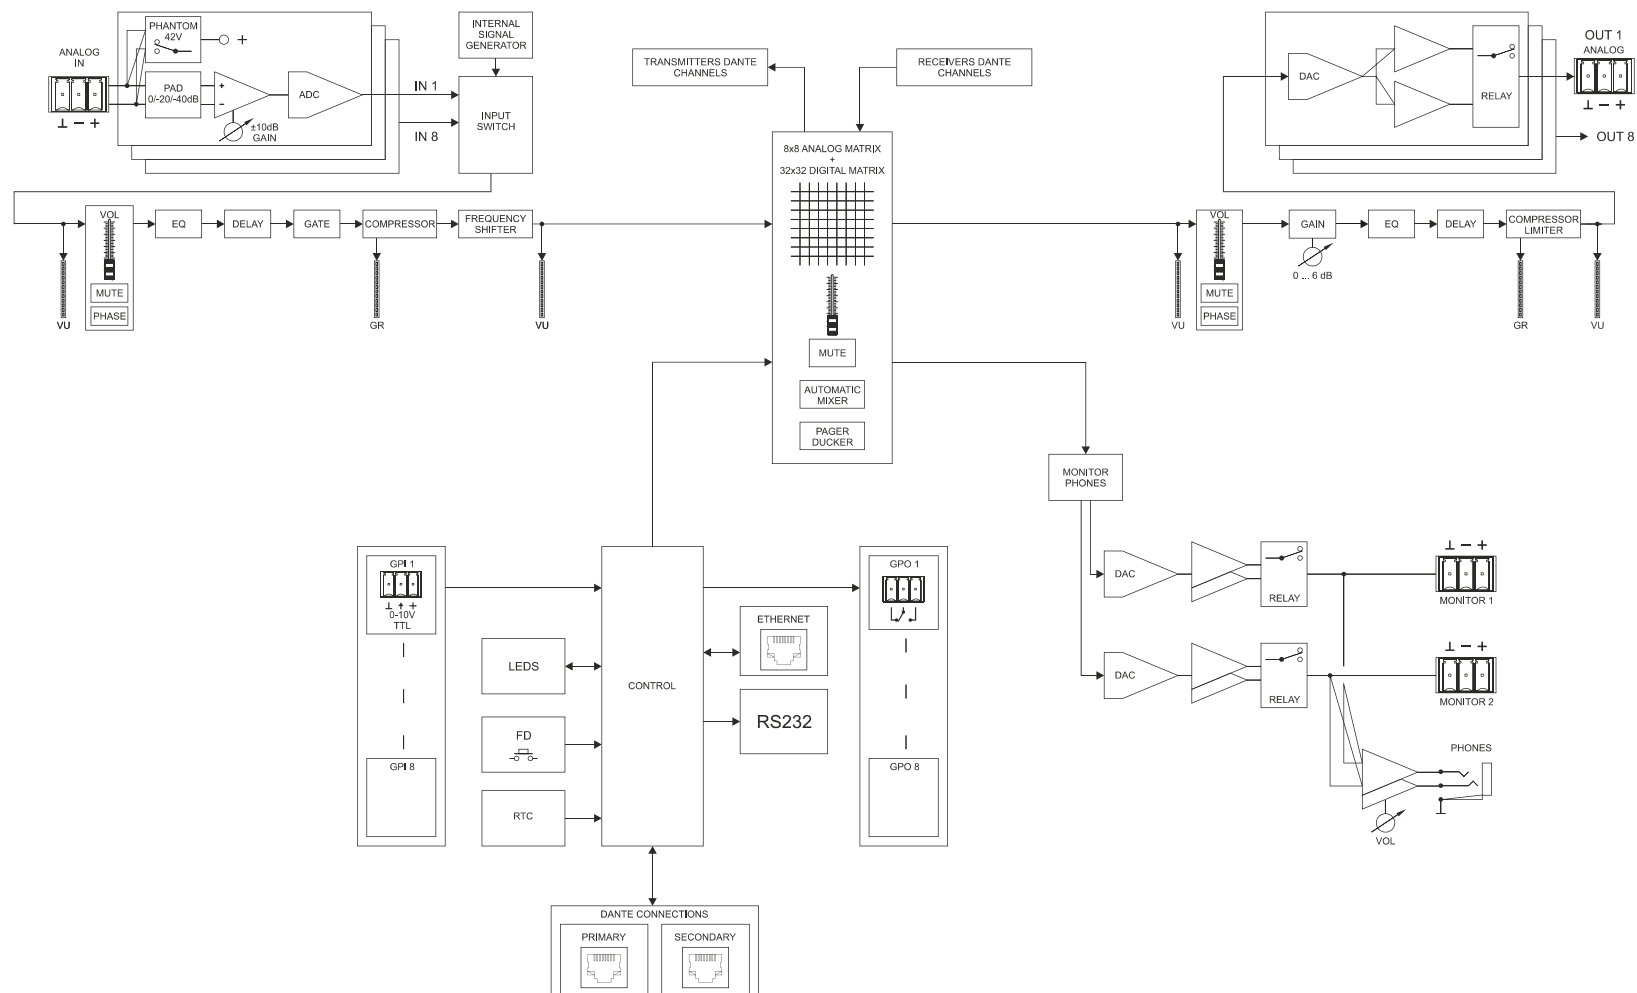 PHANTOM
42V
+
ANALOG
IN
PAD
0/-20/-40dB
+
−
ADC
±10dB
GAIN
⊥ − +
INTERNAL
SIGNAL
GENERATOR
IN 1
IN 8
INPUT
SWITCH
TRANSMITTERS DANTE
CHANNELS
RECEIVERS DANTE
CHANNELS
DAC
RELAY
OUT 1
ANALOG
⊥ − +
OUT 8
VU
VOL
MUTE
PHASE
EQ
DELAY
GATE
COMPRESSOR
GR
FREQUENCY
SHIFTER
VU
8x8 ANALOG MATRIX
+
32x32 DIGITAL MATRIX
MUTE
AUTOMATIC
MIXER
PAGER
DUCKER
VU
VOL
MUTE
PHASE
GAIN
0 ... 6 dB
EQ
DELAY
COMPRESSOR
LIMITER
GR
VU
MONITOR
PHONES
DAC
RELAY
⊥ − +
MONITOR 1
DAC
RELAY
⊥ − +
MONITOR 2
PHONES
VOL
GPI 1
⊥ ↑ +
0-10V
TTL
GPI 8
LEDS
FD
RTC
CONTROL
ETHERNET
RS232
GPO 1
GPO 8
DANTE CONNECTIONS
PRIMARY
SECONDARY